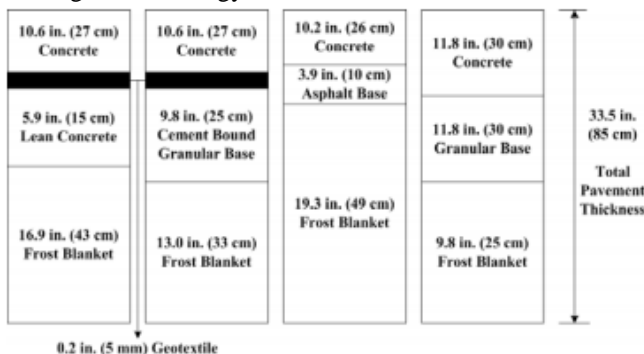 10.6 in. (27 cm)
Concrete
5.9 in. (15 cm)
Lean Concrete
16.9 in. (43 cm)
Frost Blanket
10.6 in. (27 cm)
Concrete
9.8 in. (25 cm)
Cement Bound
Granular Base
13.0 in. (33 cm)
Frost Blanket
10.2 in. (26 cm)
Concrete
3.9 in. (10 cm)
Asphalt Base
19.3 in. (49 cm)
Frost Blanket
11.8 in. (30 cm)
Concrete
11.8 in. (30 cm)
Granular Base
9.8 in. (25 cm)
Frost Blanket
33.5 in.
(85 cm)
Total
Pavement
Thickness
0.2 in. (5 mm) Geotextile